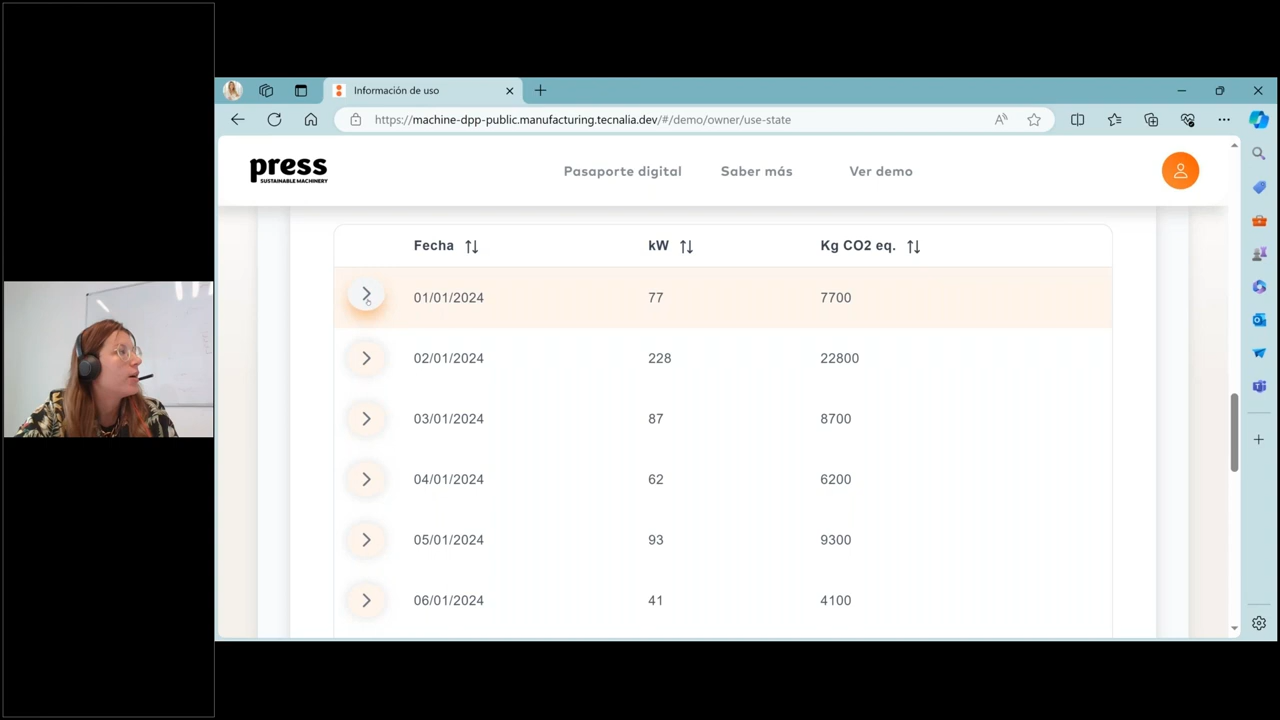 Información de uso
https://machine-dpp-public.manufacturing.tecnalia.dev/#/demo/owner/use-state
press
SUSTAINABLE MACHINERY
Pasaporte digital
Saber más
Ver demo
Fecha kW Kg CO2 eq.
01/01/2024 77 7700
02/01/2024 228 22800
03/01/2024 87 8700
04/01/2024 62 6200
05/01/2024 93 9300
06/01/2024 41 4100